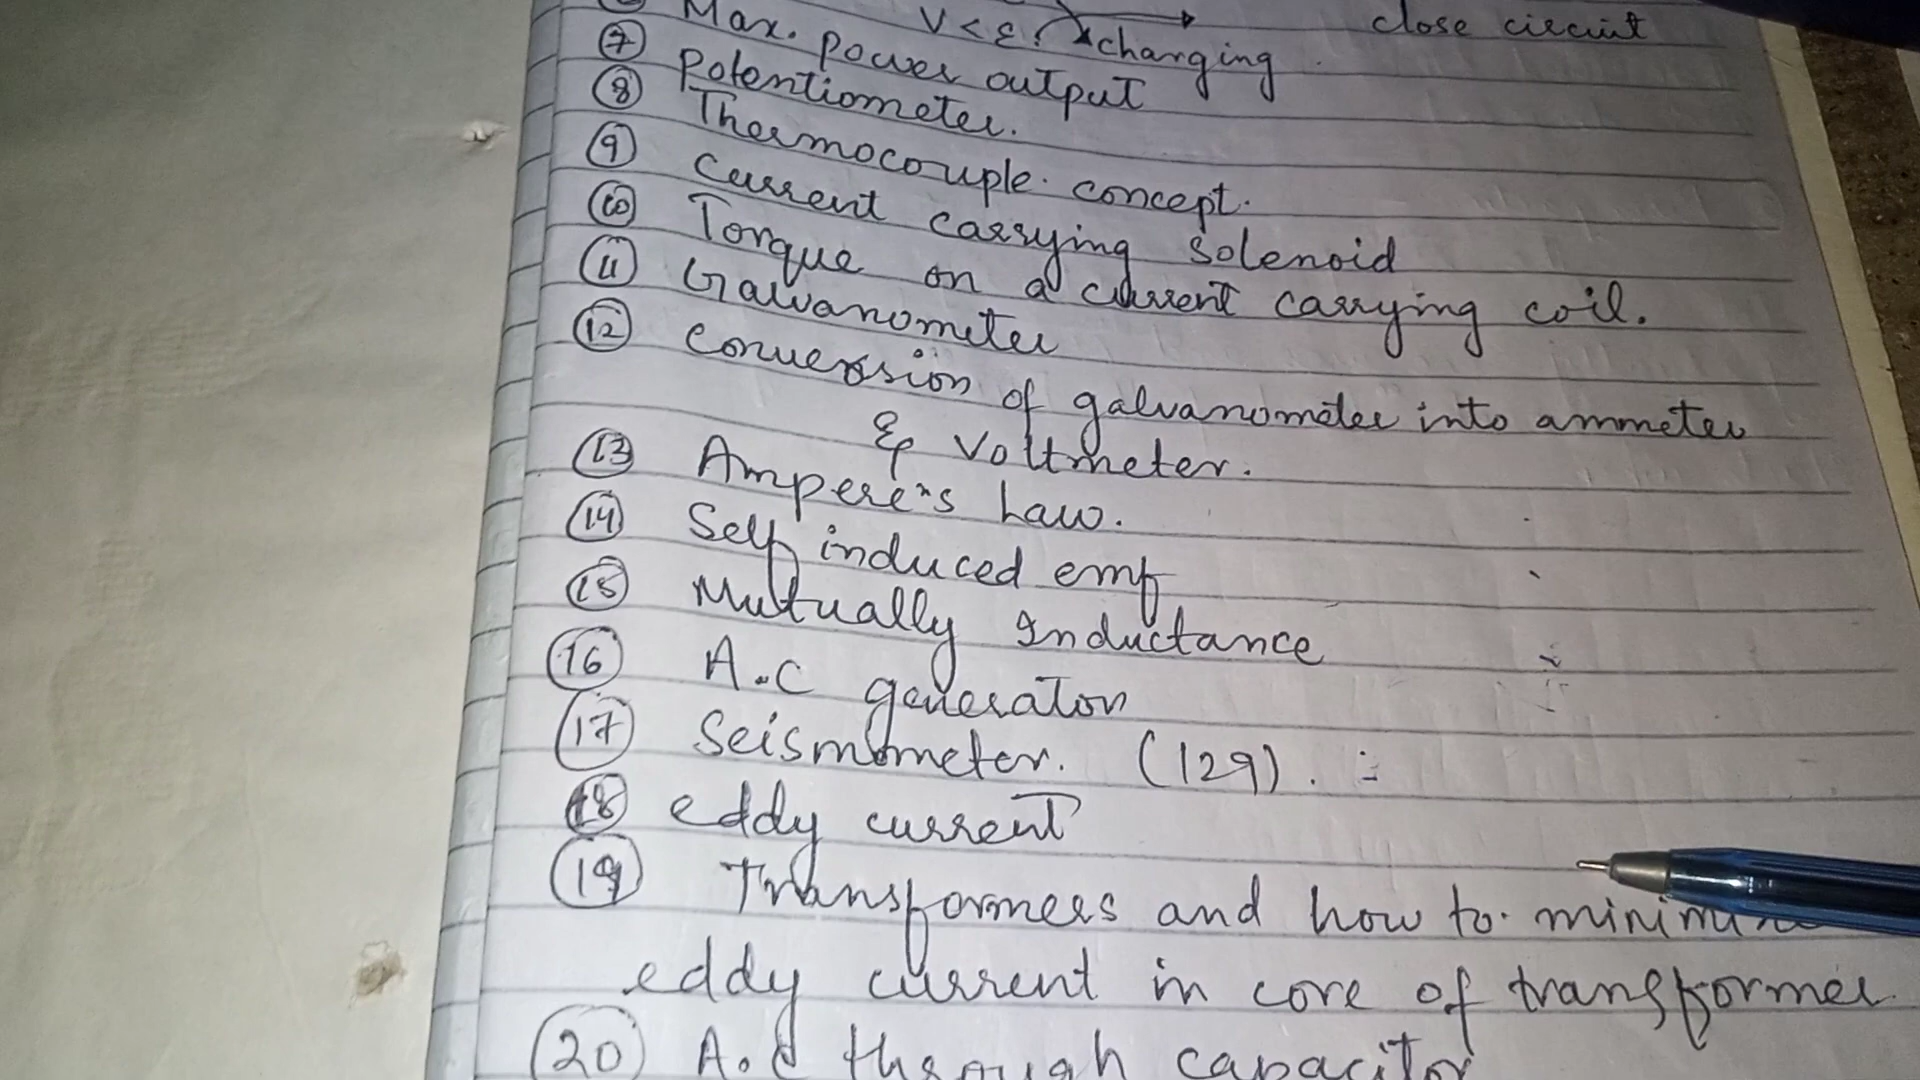 V<ε. charging close circuit
Max. power output
⑦ Potentiometer.
⑧ Thermocouple concept.
⑨ Current carrying solenoid
⑩ Torque on a current carrying coil.
⑪ Galvanometer
⑫ Conversion of galvanometer into ammeter
& Voltmeter.
⑬ Ampere's Law.
⑭ Self induced emf
⑮ Mutually Inductance
⑯ A.C generator
⑰ Seismometer. (129).
⑱ eddy current
⑲ Transformers and how to minimize
eddy current in core of transformer
⑳ A.C through capacitor